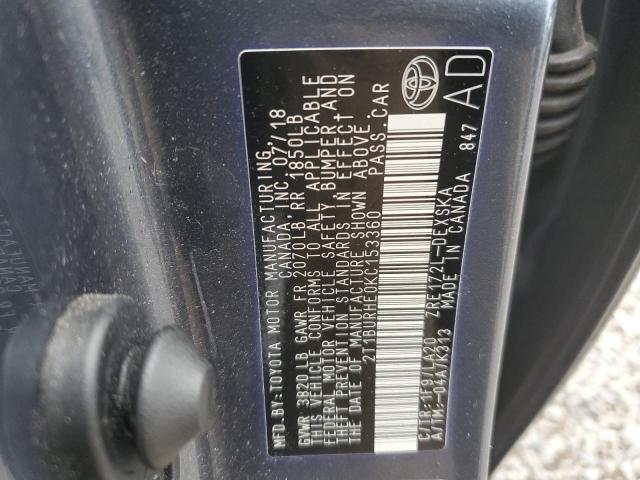 MFD.BY:TOYOTA MOTOR MANUFACTURING,
CANADA, INC. 07/18
GVWR 3820 LB GAWR FR 2070LB, RR 1850LB
THIS VEHICLE CONFORMS TO ALL APPLICABLE
FEDERAL MOTOR VEHICLE SAFETY, BUMPER, AND
THEFT PREVENTION STANDARDS IN EFFECT ON
THE DATE OF MANUFACTURE SHOWN ABOVE.
2T1BURHE0KC153360 PASS.CAR
C/TR:1F9/LA20 ZRE172L-DEXSKA
A/TM:-04A/K313 MADE IN CANADA 847
AD